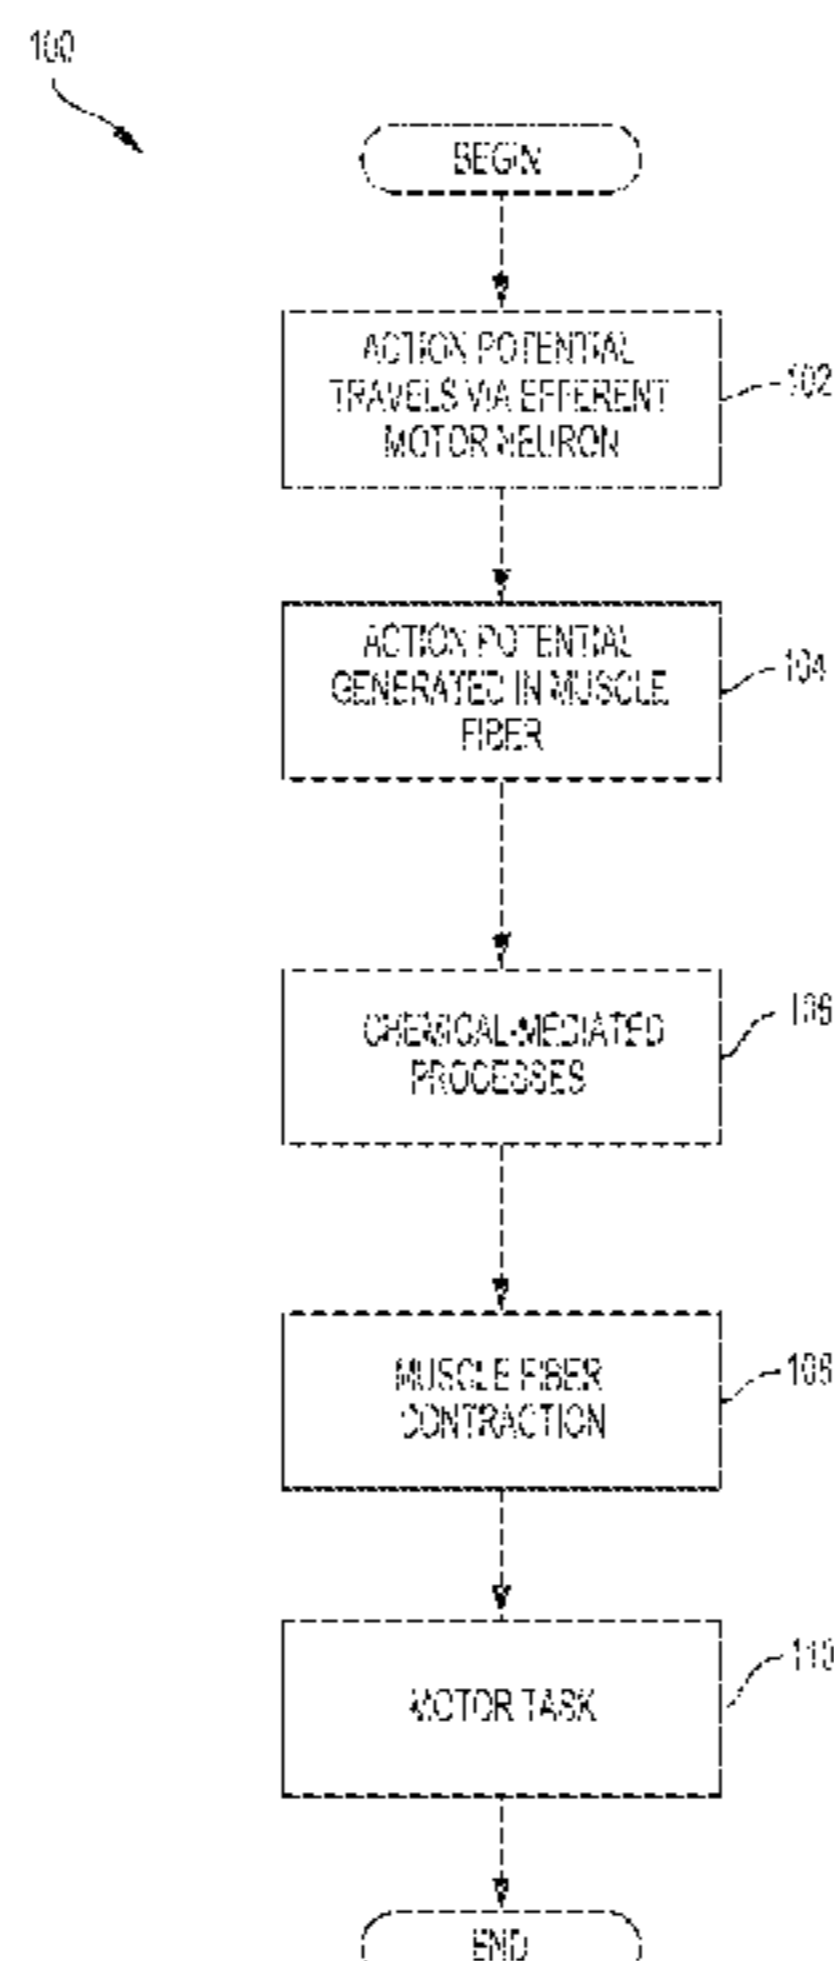 100
BEGIN
ACTION POTENTIAL
TRAVELS VIA EFFERENT
MOTOR NEURON
102
ACTION POTENTIAL
GENERATED IN MUSCLE
FIBER
104
CHEMICAL-MEDIATED
PROCESSES
106
MUSCLE FIBER
CONTRACTION
108
MOTOR TASK
110
END